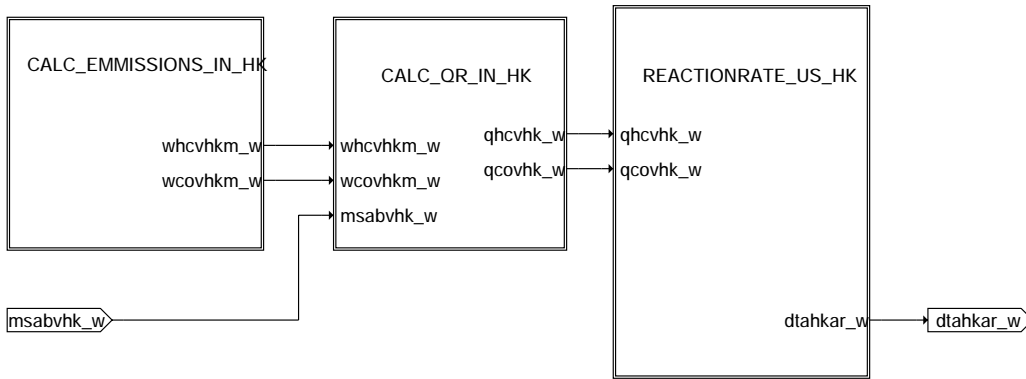 CALC_EMMISSIONS_IN_HK
CALC_QR_IN_HK
REACTIONRATE_US_HK
qhcvhk_w
qhcvhk_w
whcvhkm_w
whcvhkm_w
qcovhk_w
qcovhk_w
wcovhkm_w
wcovhkm_w
msabvhk_w
msabvhk_w
dtahkar_w
dtahkar_w